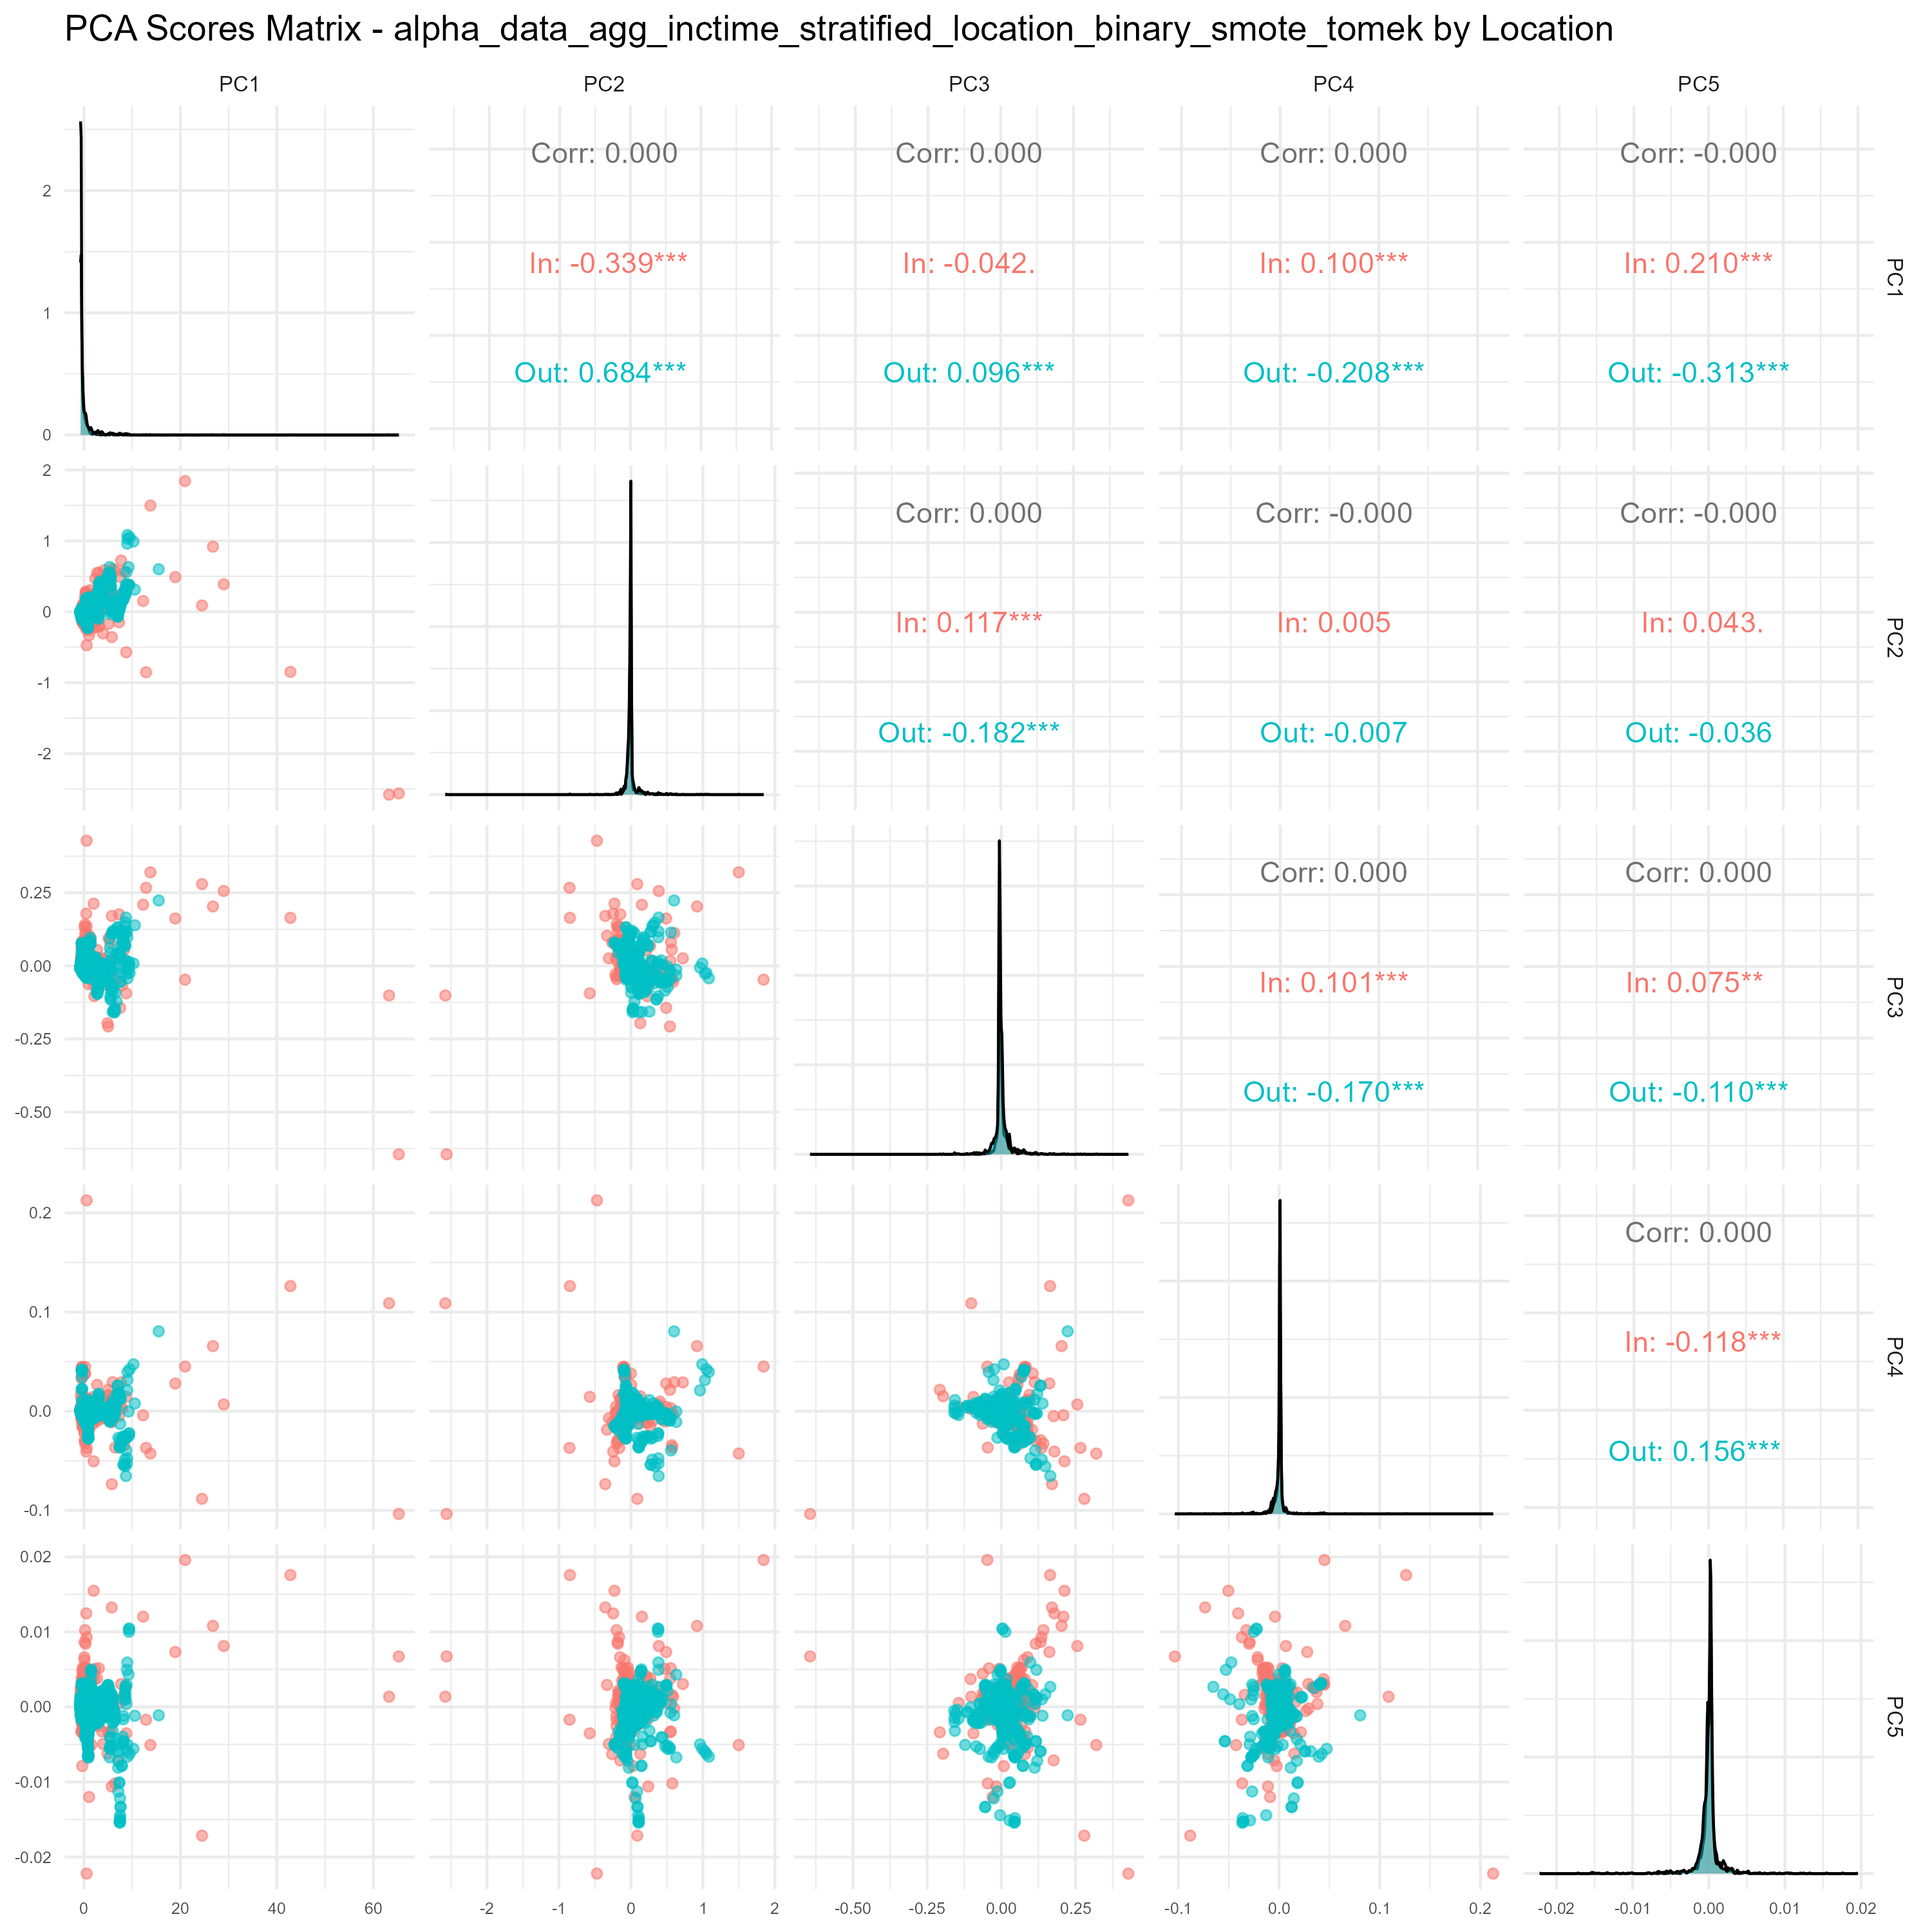 PCA Scores Matrix - alpha_data_agg_inctime_stratified_location_binary_smote_tomek by Location
PC1 PC2 PC3 PC4 PC5
Corr: 0.000 Corr: 0.000 Corr: 0.000 Corr: -0.000
In: -0.339*** In: -0.042. In: 0.100*** In: 0.210***
Out: 0.684*** Out: 0.096*** Out: -0.208*** Out: -0.313***
2
1
0
PC1
Corr: 0.000 Corr: -0.000 Corr: -0.000
In: 0.117*** In: 0.005 In: 0.043.
Out: -0.182*** Out: -0.007 Out: -0.036
2
1
0
-1
-2
PC2
Corr: 0.000 Corr: 0.000
In: 0.101*** In: 0.075**
Out: -0.170*** Out: -0.110***
0.25
0.00
-0.25
-0.50
PC3
Corr: 0.000
In: -0.118***
Out: 0.156***
0.2
0.1
0.0
-0.1
PC4
0.02
0.01
0.00
-0.01
-0.02
PC5
0 20 40 60 -2 -1 0 1 2 -0.50 -0.25 0.00 0.25 -0.1 0.0 0.1 0.2 -0.02 -0.01 0.00 0.01 0.02